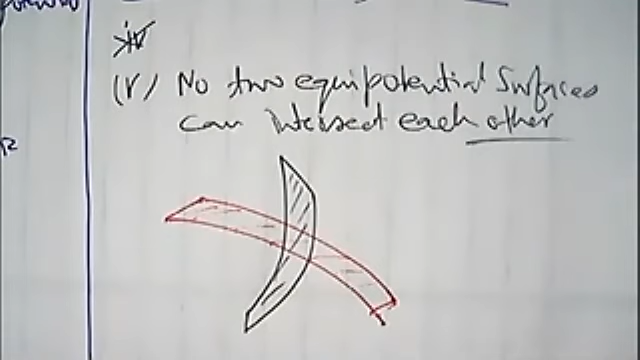 (V) No two equipotential Surfaces
can intersect each other